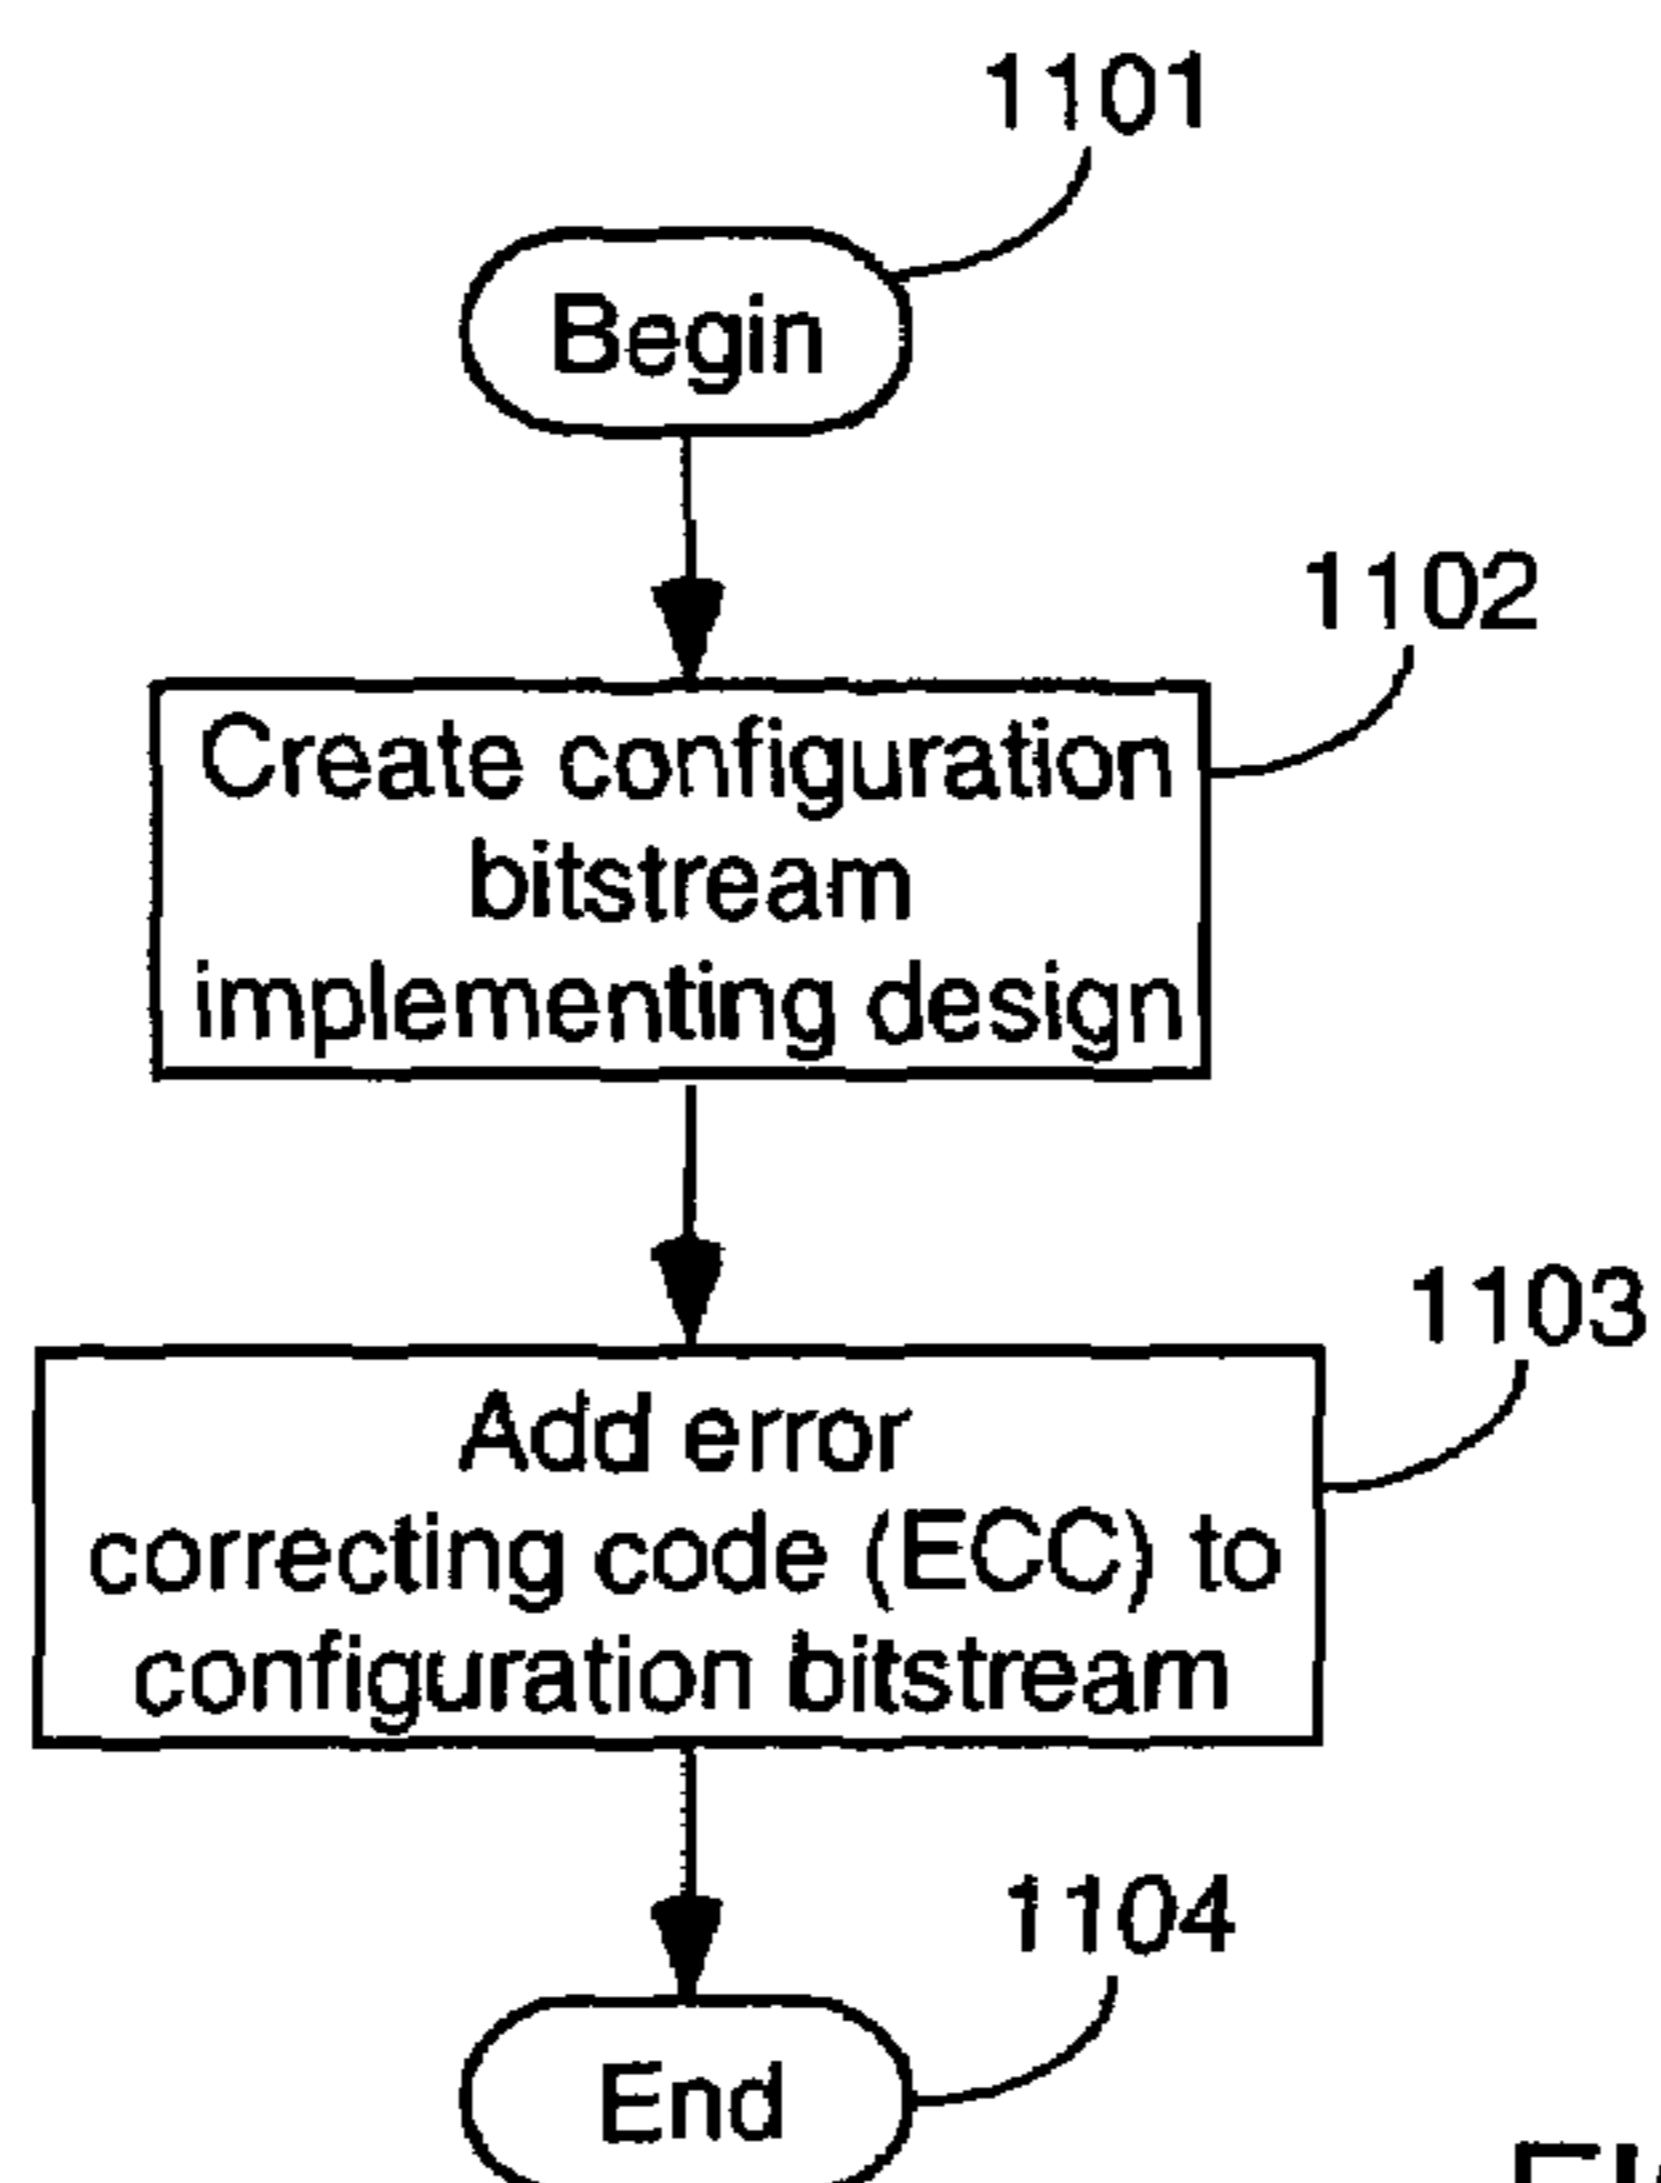 1101
Begin
1102
Create configuration
bitstream
implementing design
1103
Add error
correcting code (ECC) to
configuration bitstream
1104
End